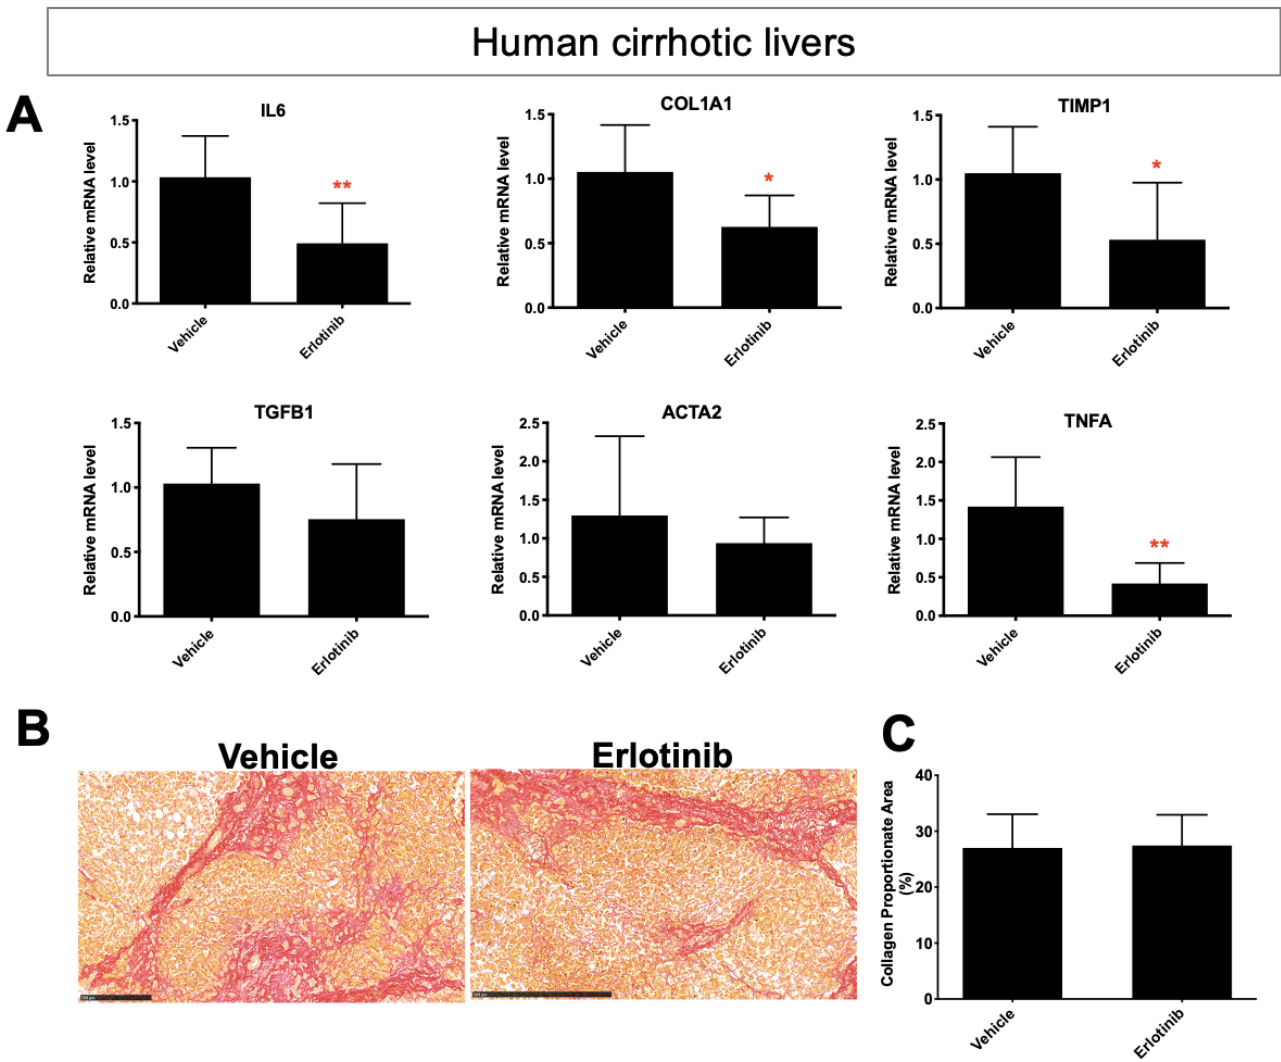 Human cirrhotic livers
A
IL6
Relative mRNA level
1.5
1.0
0.5
0.0
**
Vehicle
Erlotinib
COL1A1
Relative mRNA level
1.5
1.0
0.5
0.0
*
Vehicle
Erlotinib
TIMP1
Relative mRNA level
1.5
1.0
0.5
0.0
*
Vehicle
Erlotinib
TGFB1
Relative mRNA level
1.5
1.0
0.5
0.0
Vehicle
Erlotinib
ACTA2
Relative mRNA level
2.5
2.0
1.5
1.0
0.5
0.0
Vehicle
Erlotinib
TNFA
Relative mRNA level
2.5
2.0
1.5
1.0
0.5
0.0
**
Vehicle
Erlotinib
B
Vehicle
Erlotinib
C
Collagen Proportionate Area
(%)
40
30
20
10
0
Vehicle
Erlotinib